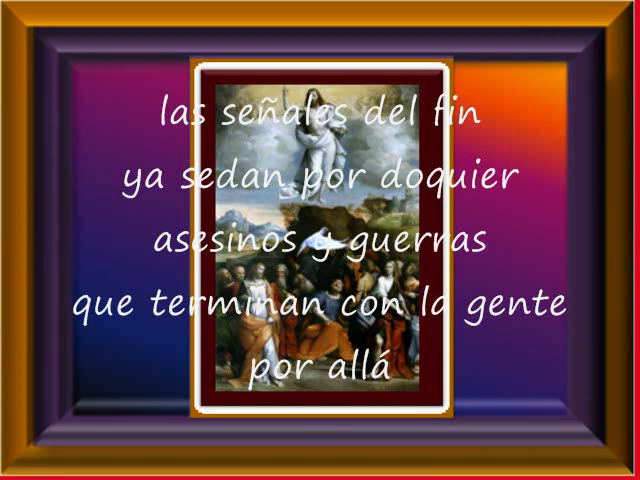 las señales del fin
ya sedan por doquier
asesinos y guerras
que terminan con la gente
por allá